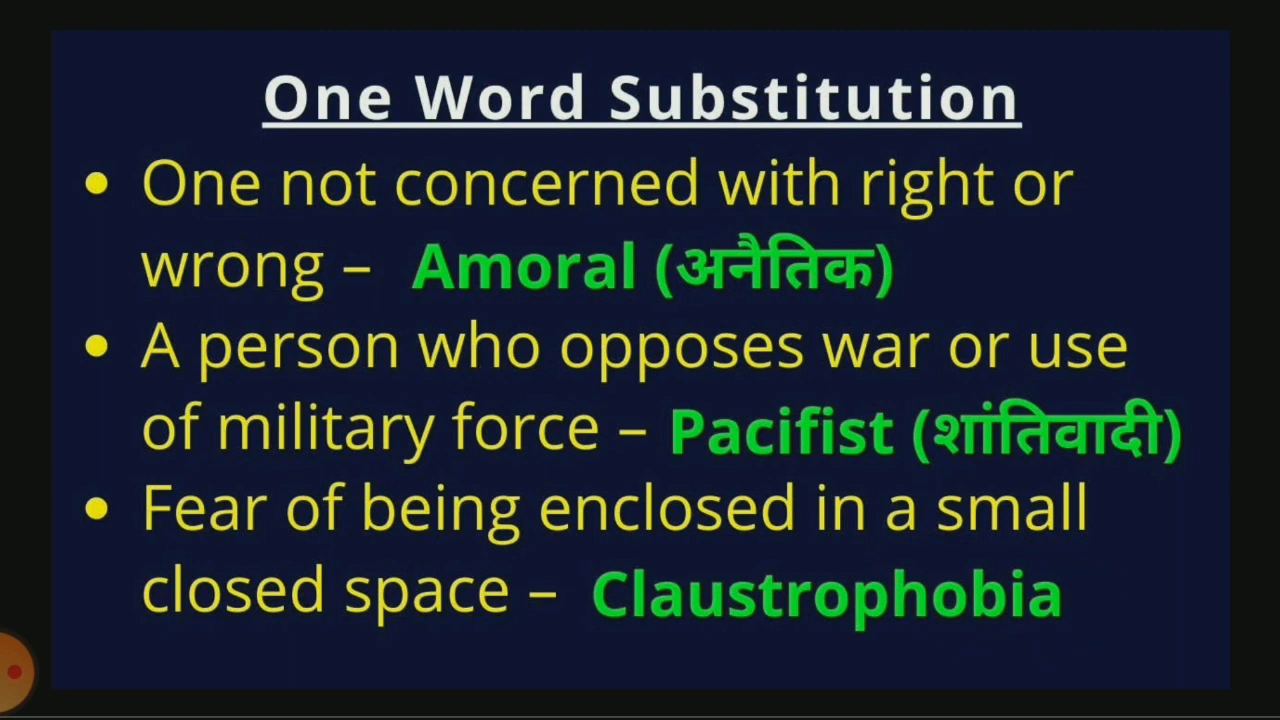 One Word Substitution
• One not concerned with right or
wrong – Amoral (अनैतिक)
• A person who opposes war or use
of military force – Pacifist (शांतिवादी)
• Fear of being enclosed in a small
closed space – Claustrophobia